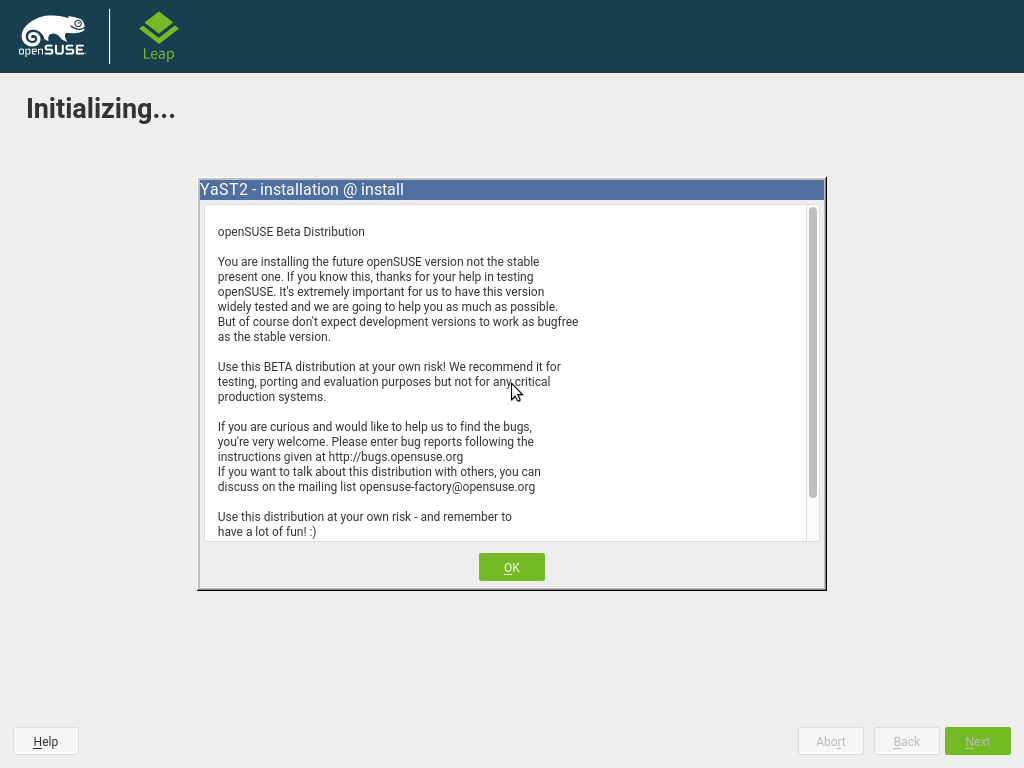 openSUSE.
Leap
Initializing...
YaST2 - installation @ install
openSUSE Beta Distribution
You are installing the future openSUSE version not the stable
present one. If you know this, thanks for your help in testing
openSUSE. It's extremely important for us to have this version
widely tested and we are going to help you as much as possible.
But of course don't expect development versions to work as bugfree
as the stable version.
Use this BETA distribution at your own risk! We recommend it for
testing, porting and evaluation purposes but not for any critical
production systems.
If you are curious and would like to help us to find the bugs,
you're very welcome. Please enter bug reports following the
instructions given at http://bugs.opensuse.org
If you want to talk about this distribution with others, you can
discuss on the mailing list opensuse-factory@opensuse.org
Use this distribution at your own risk - and remember to
have a lot of fun! :)
OK
Help
Abort
Back
Next